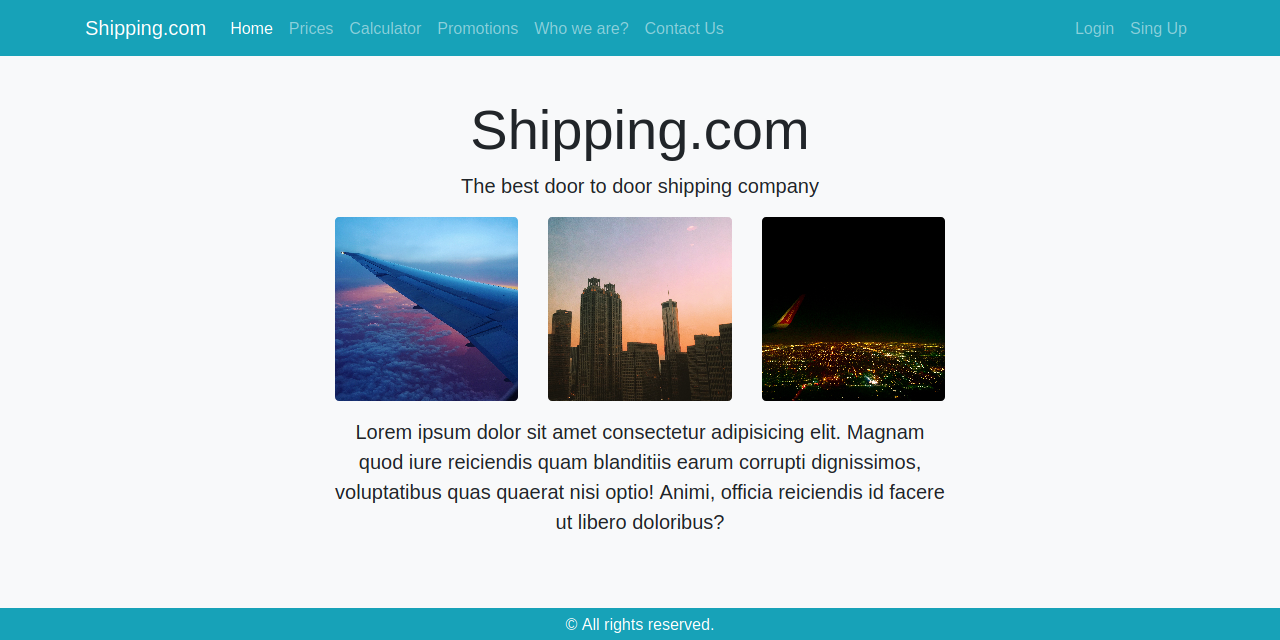 Shipping.com Home Prices Calculator Promotions Who we are? Contact Us Login Sing Up
Shipping.com
The best door to door shipping company
Lorem ipsum dolor sit amet consectetur adipisicing elit. Magnam
quod iure reiciendis quam blanditiis earum corrupti dignissimos,
voluptatibus quas quaerat nisi optio! Animi, officia reiciendis id facere
ut libero doloribus?
© All rights reserved.